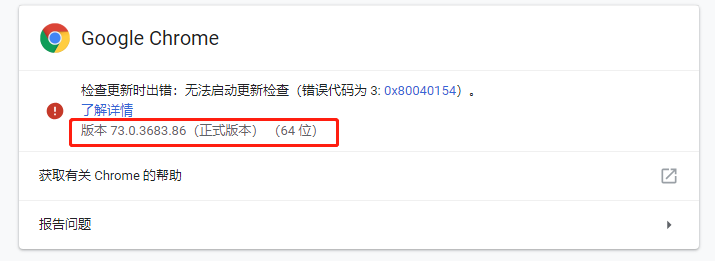 Google Chrome
检查更新时出错：无法启动更新检查（错误代码为 3: 0x80040154）。
了解详情
版本 73.0.3683.86（正式版本） （64 位）
获取有关 Chrome 的帮助
报告问题